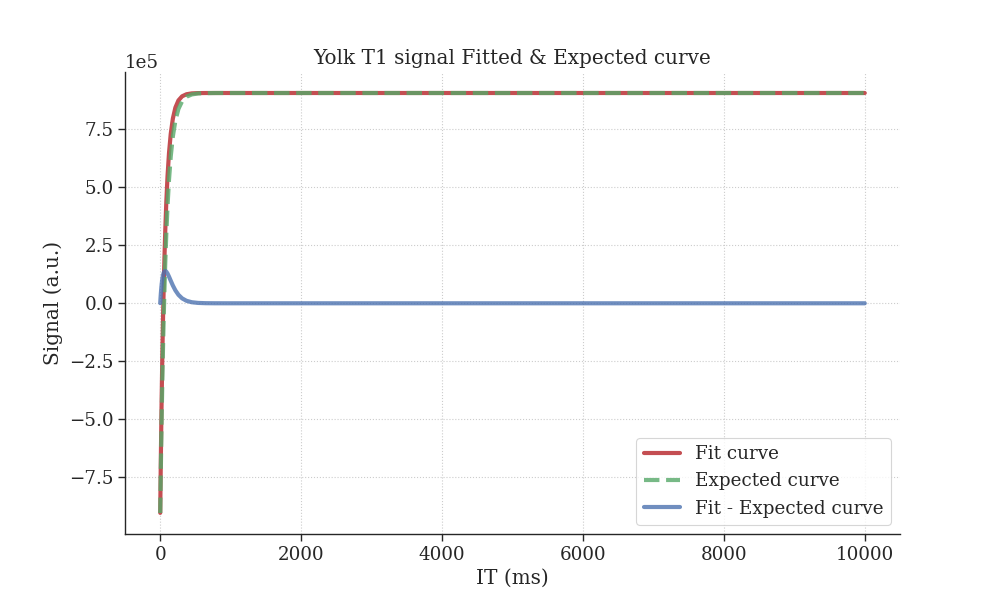 Yolk T1 signal Fitted & Expected curve
1e5
7.5
5.0
2.5
0.0
−2.5
−5.0
−7.5
Signal (a.u.)
0
2000
4000
6000
8000
10000
IT (ms)
Fit curve
Expected curve
Fit - Expected curve